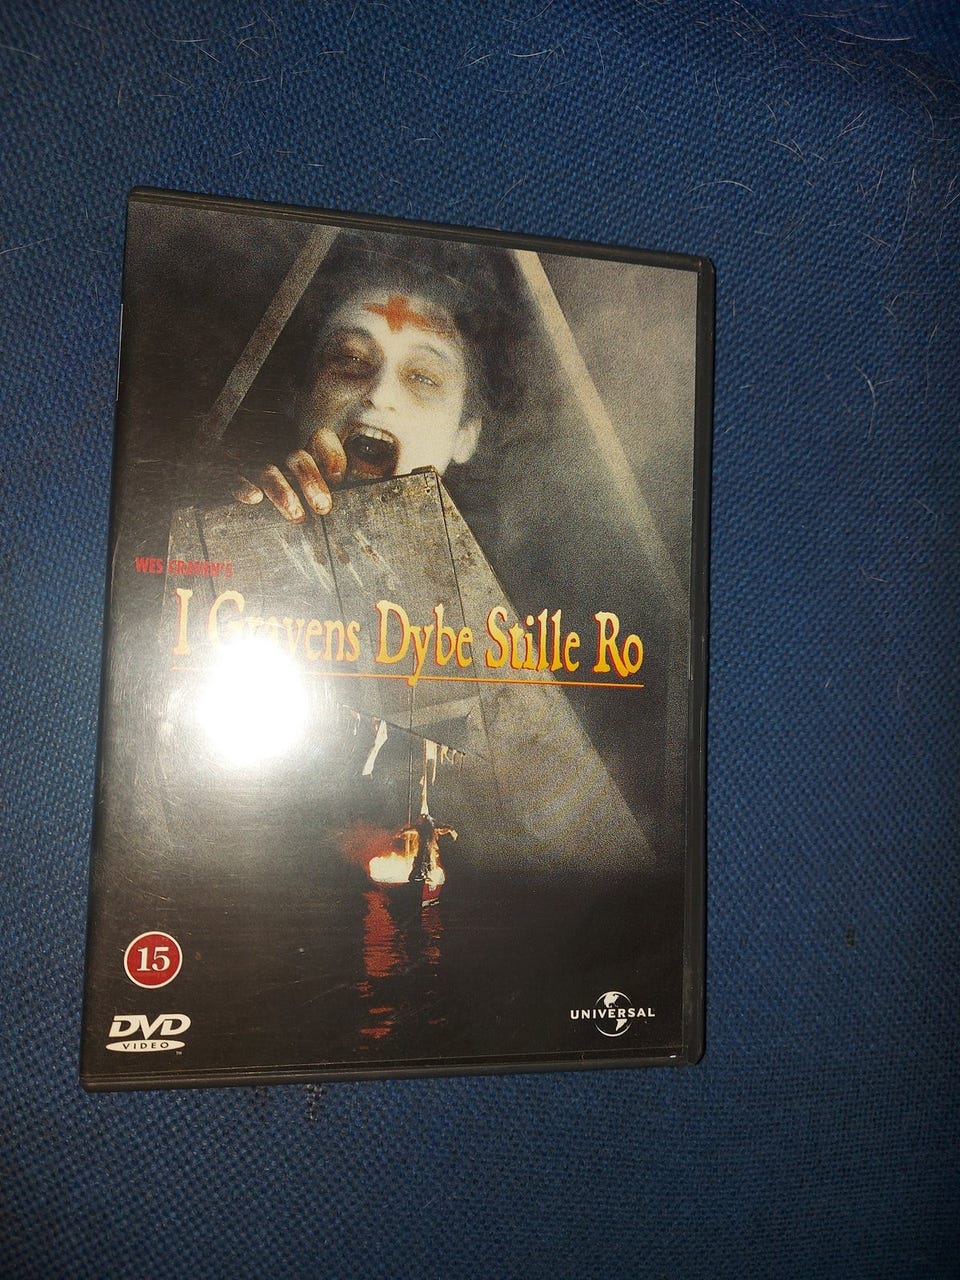 WES CRAVEN'S
I Gravens Dybe Stille Ro
15
DVD
VIDEO
UNIVERSAL